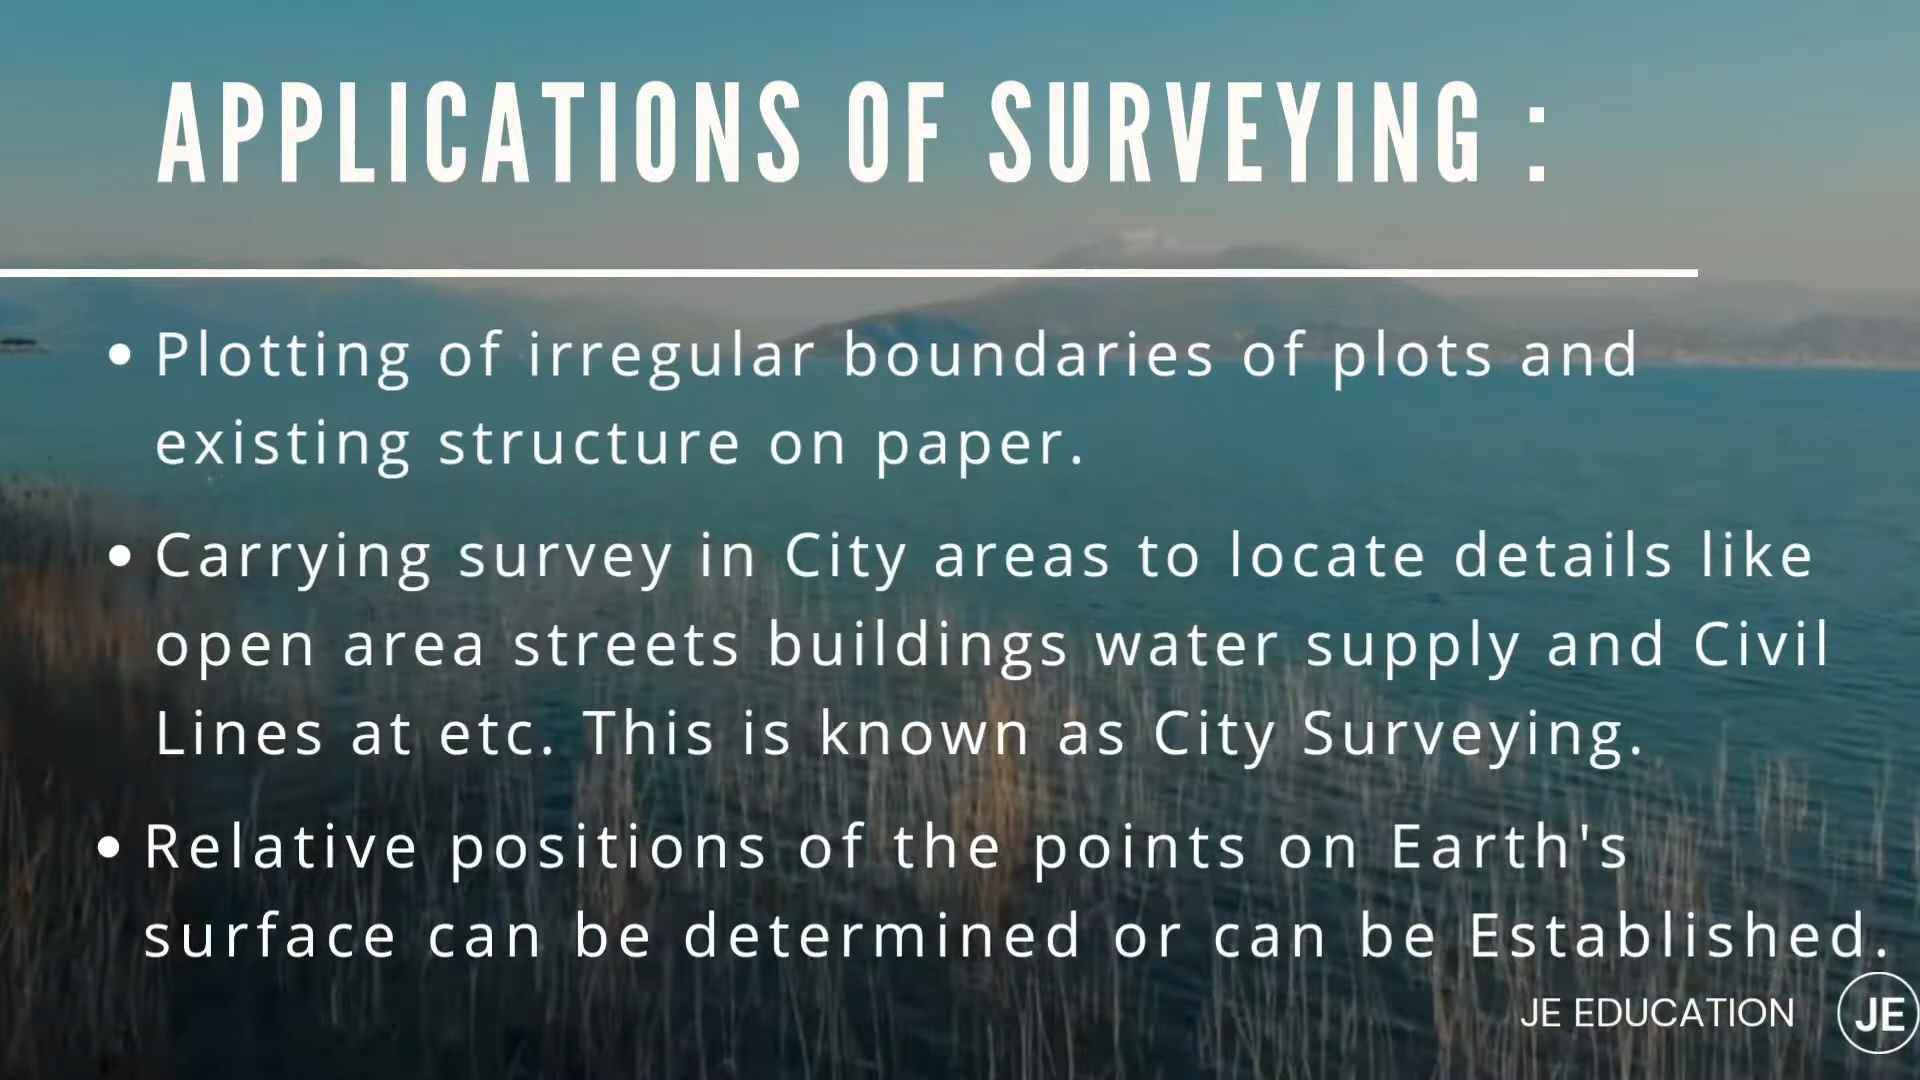 APPLICATIONS OF SURVEYING :
• Plotting of irregular boundaries of plots and
existing structure on paper.
• Carrying survey in City areas to locate details like
open area streets buildings water supply and Civil
Lines at etc. This is known as City Surveying.
• Relative positions of the points on Earth's
surface can be determined or can be Established.
JE EDUCATION JE